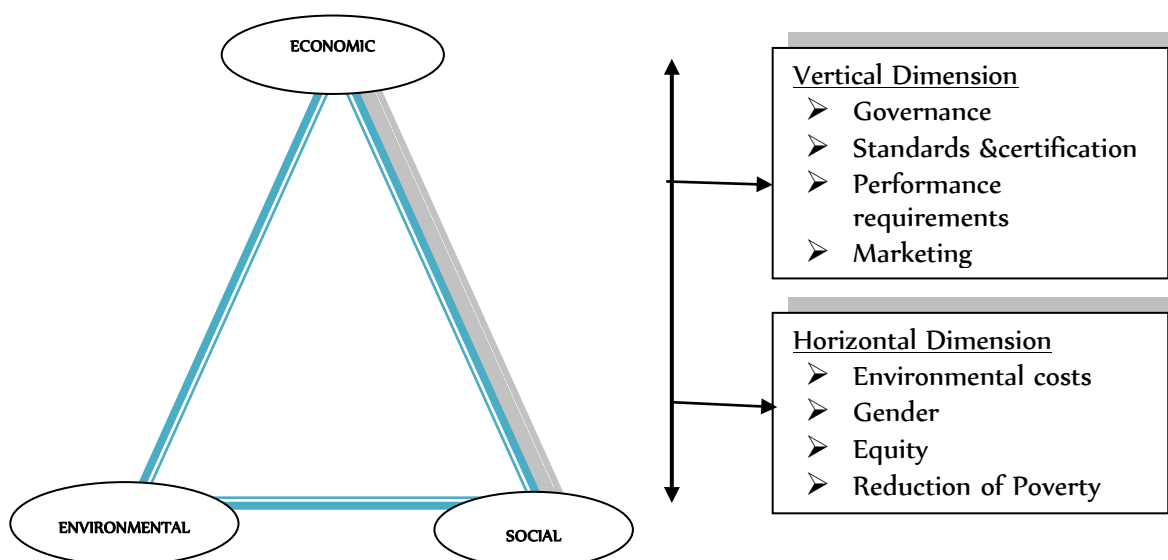 ECONOMIC
ENVIRONMENTAL
SOCIAL
Vertical Dimension
➢ Governance
➢ Standards &certification
➢ Performance
requirements
➢ Marketing
Horizontal Dimension
➢ Environmental costs
➢ Gender
➢ Equity
➢ Reduction of Poverty